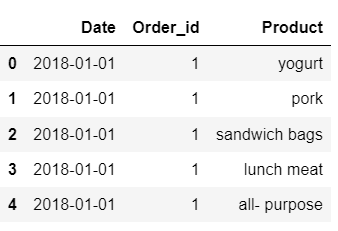 Date Order_id Product
0 2018-01-01 1 yogurt
1 2018-01-01 1 pork
2 2018-01-01 1 sandwich bags
3 2018-01-01 1 lunch meat
4 2018-01-01 1 all- purpose